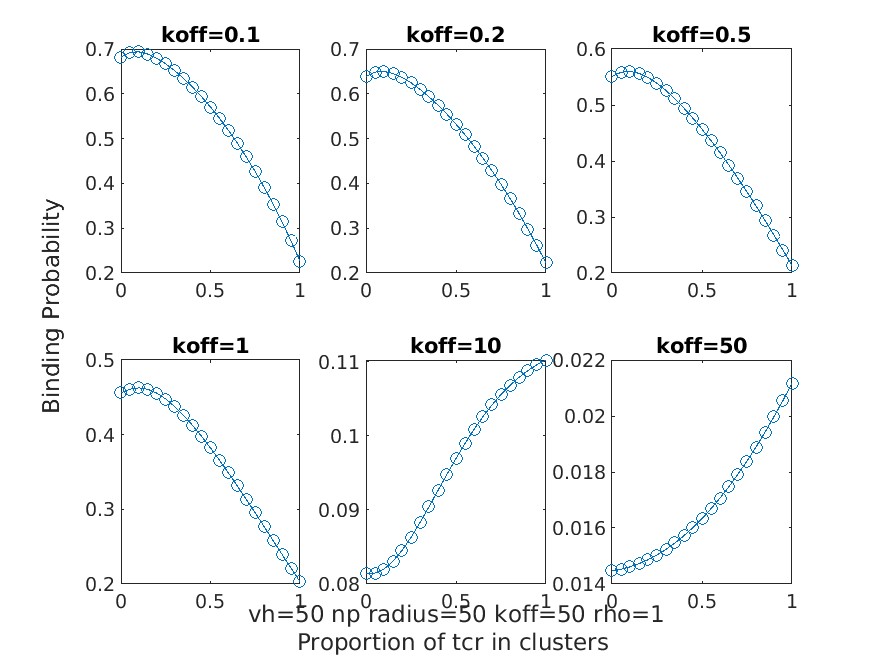 koff=0.1 koff=0.2 koff=0.5
0.7 0.7 0.6
0.6 0.6 0.5
0.5 0.5 0.4
0.4 0.4 0.3
0.3 0.3
0.2 0.2 0.2
0 0.5 1 0 0.5 1 0 0.5 1
Binding Probability
koff=1 koff=10 koff=50
0.5 0.11 0.022
0.4 0.1 0.02
0.018
0.3 0.09 0.016
0.2 0.08 0.014
0 0.5 1 0 0.5 1 0 0.5 1
vh=50 np radius=50 koff=50 rho=1
Proportion of tcr in clusters